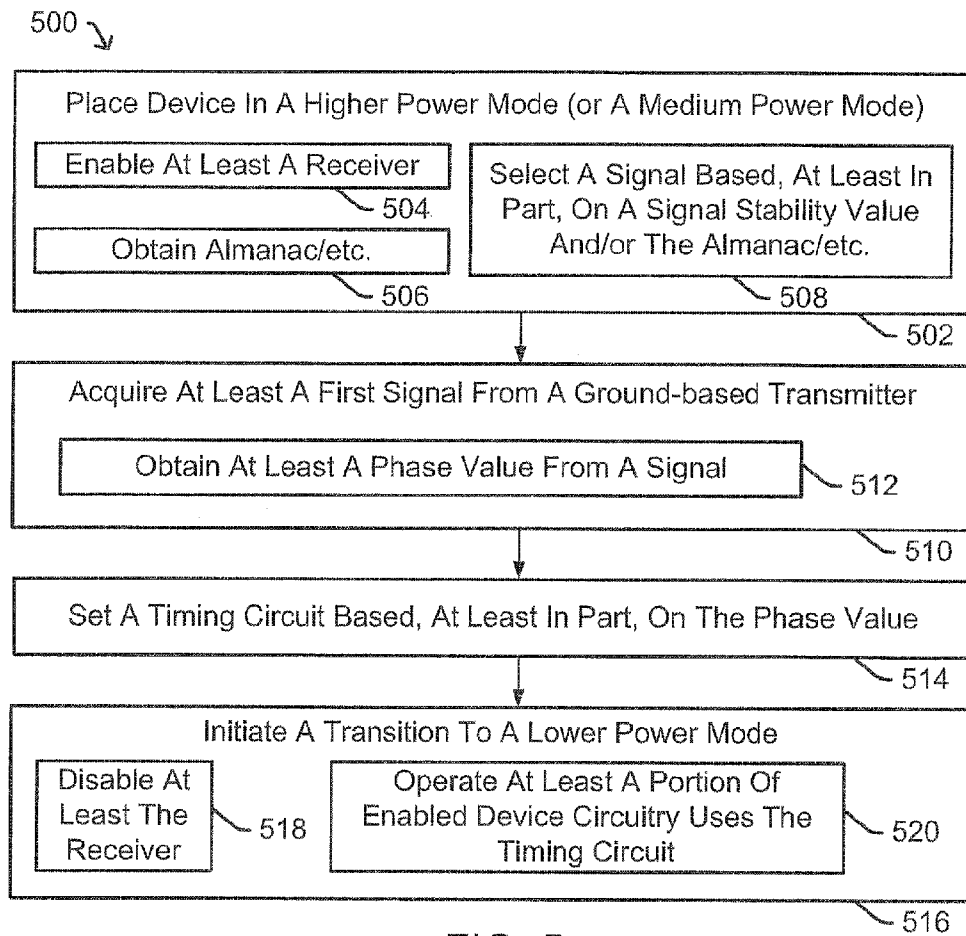 500
Place Device In A Higher Power Mode (or A Medium Power Mode)
Enable At Least A Receiver
504
Obtain Almanac/etc.
506
Select A Signal Based, At Least In
Part, On A Signal Stability Value
And/or The Almanac/etc.
508
502
Acquire At Least A First Signal From A Ground-based Transmitter
Obtain At Least A Phase Value From A Signal
512
510
Set A Timing Circuit Based, At Least In Part, On The Phase Value
514
Initiate A Transition To A Lower Power Mode
Disable At
Least The
Receiver
518
Operate At Least A Portion Of
Enabled Device Circuitry Uses The
Timing Circuit
520
516